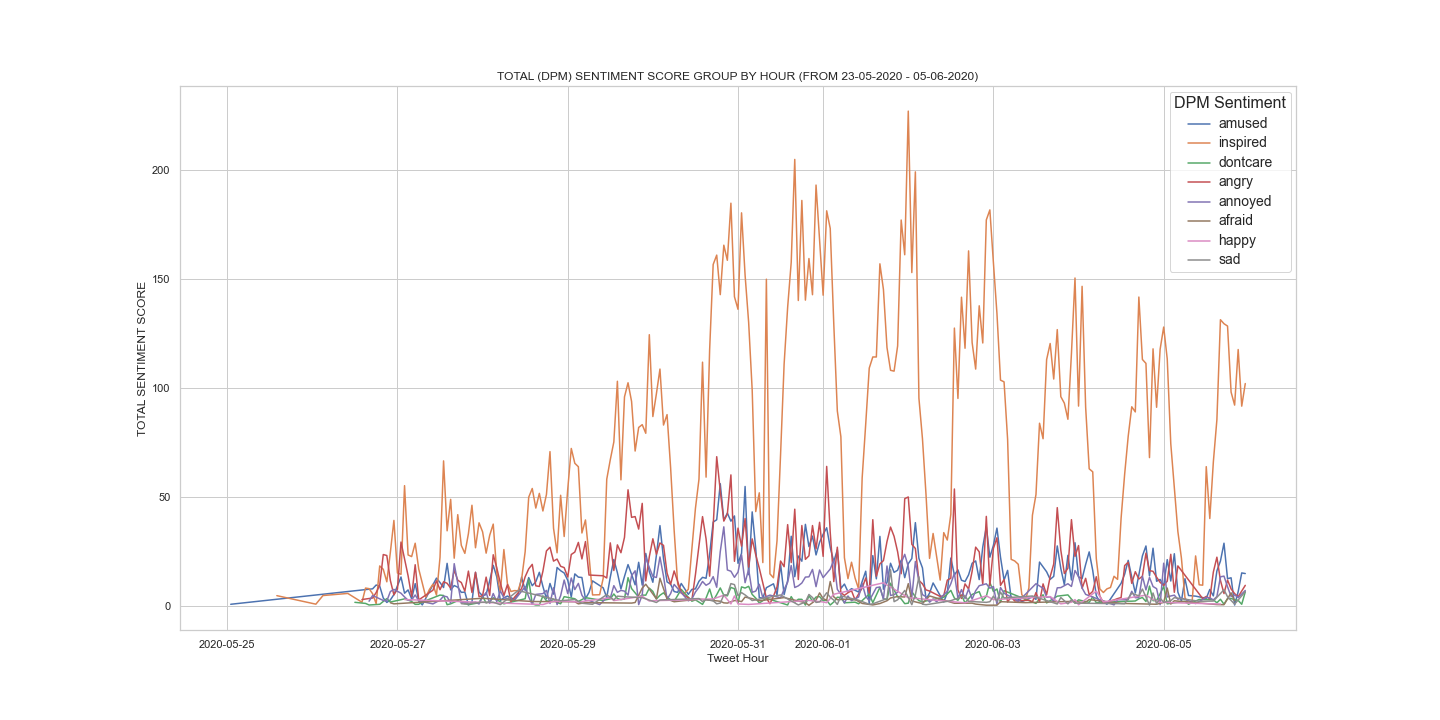 TOTAL (DPM) SENTIMENT SCORE GROUP BY HOUR (FROM 23-05-2020 - 05-06-2020)
DPM Sentiment
amused
inspired
dontcare
angry
annoyed
afraid
happy
sad
TOTAL SENTIMENT SCORE
200
150
100
50
0
2020-05-25 2020-05-27 2020-05-29 2020-05-31 2020-06-01 2020-06-03 2020-06-05
Tweet Hour